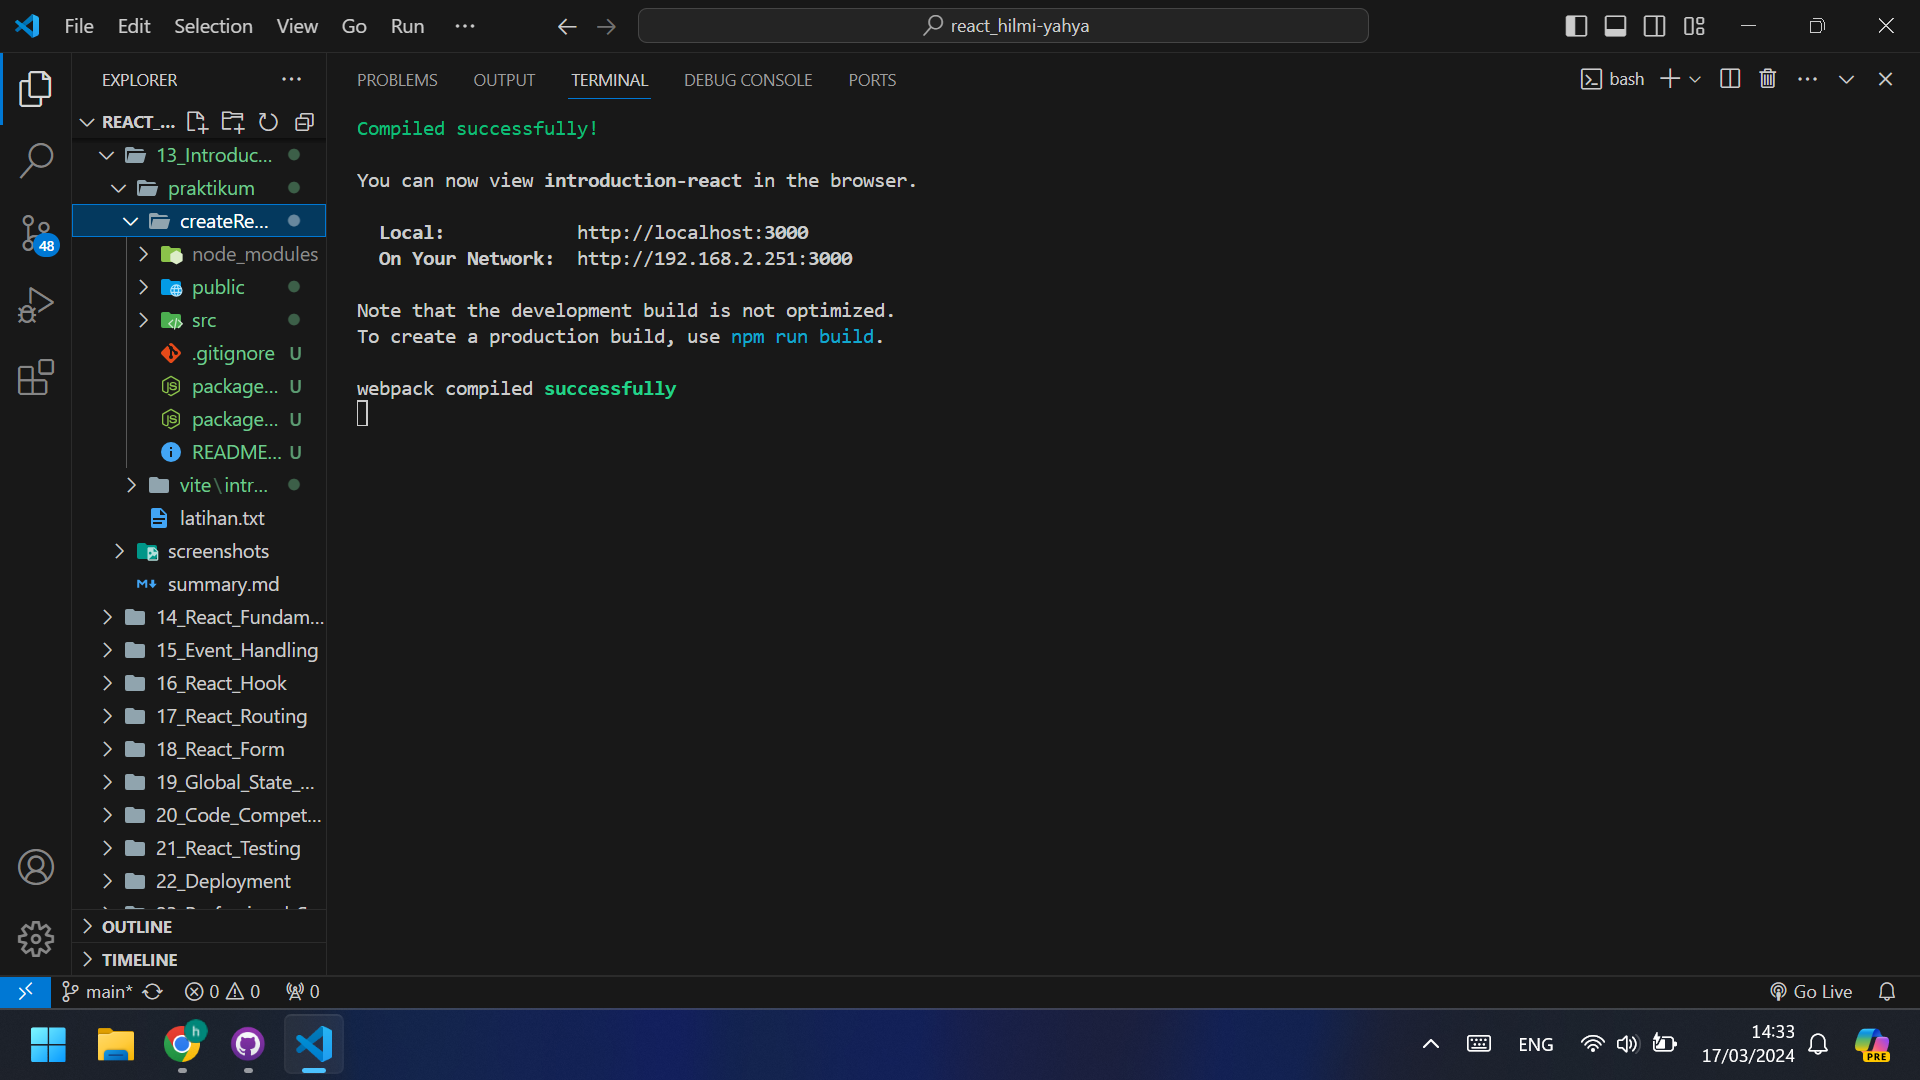 File Edit Selection View Go Run ···
react_hilmi-yahya
EXPLORER
REACT_...
13_Introduc...
praktikum
createRe...
node_modules
public
src
.gitignore U
package... U
package... U
README... U
vite\intr...
latihan.txt
screenshots
summary.md
14_React_Fundam...
15_Event_Handling
16_React_Hook
17_React_Routing
18_React_Form
19_Global_State_...
20_Code_Compet...
21_React_Testing
22_Deployment
OUTLINE
TIMELINE
48
PROBLEMS OUTPUT TERMINAL DEBUG CONSOLE PORTS
bash
Compiled successfully!
You can now view introduction-react in the browser.
Local: http://localhost:3000
On Your Network: http://192.168.2.251:3000
Note that the development build is not optimized.
To create a production build, use npm run build.
webpack compiled successfully
main* 0 0 0
Go Live
h
ENG
14:33
17/03/2024
PRE